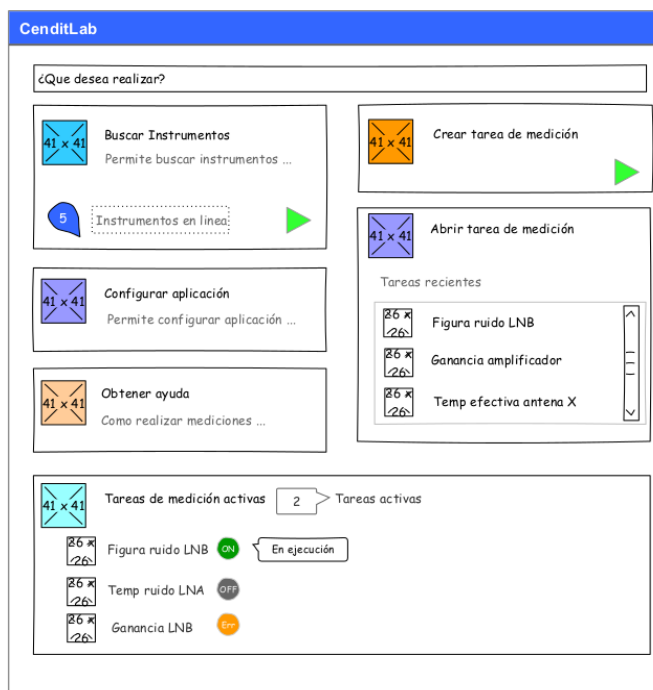 CenditLab
¿Que desea realizar?
41 x 41
Buscar Instrumentos
Permite buscar instrumentos ...
5
Instrumentos en linea
41 x 41
Configurar aplicación
Permite configurar aplicación ...
41 x 41
Obtener ayuda
Como realizar mediciones ...
41 x 41
Crear tarea de medición
41 x 41
Abrir tarea de medición
Tareas recientes
26 x
26
Figura ruido LNB
26 x
26
Ganancia amplificador
26 x
26
Temp efectiva antena X
41 x 41
Tareas de medición activas
2
Tareas activas
26 x
26
Figura ruido LNB
ON
En ejecución
26 x
26
Temp ruido LNA
OFF
26 x
26
Ganancia LNB
Err